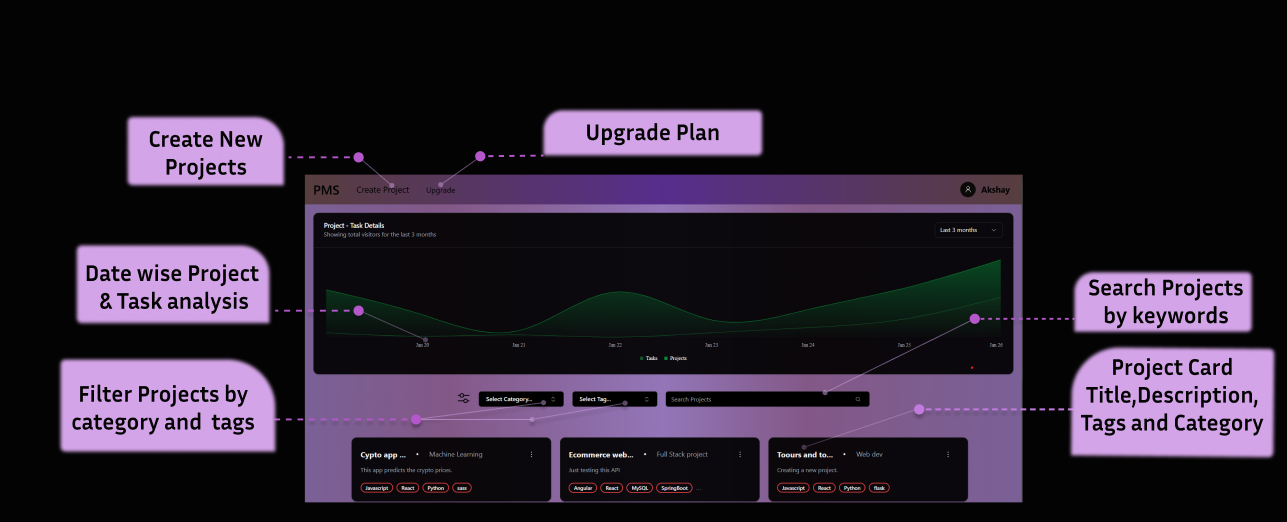 Create New
Projects
Upgrade Plan
PMS Create Project Upgrade Akshay
Project - Task Details
Showing total visitors for the last 3 months
Last 3 months
Date wise Project
& Task analysis
Jan 20 Jan 21 Jan 22 Jan 23 Jan 24 Jan 25 Jan 26
Tasks Projects
Search Projects
by keywords
Filter Projects by
category and tags
Select Category... Select Tag... Search Projects
Project Card
Title,Description,
Tags and Category
Cypto app ... • Machine Learning
This app predicts the crypto prices.
Javascript React Python sass
Ecommerce web... • Full Stack project
Just testing this API
Angular React MySQL SpringBoot ...
Toours and to... • Web dev
Creating a new project.
Javascript React Python flask